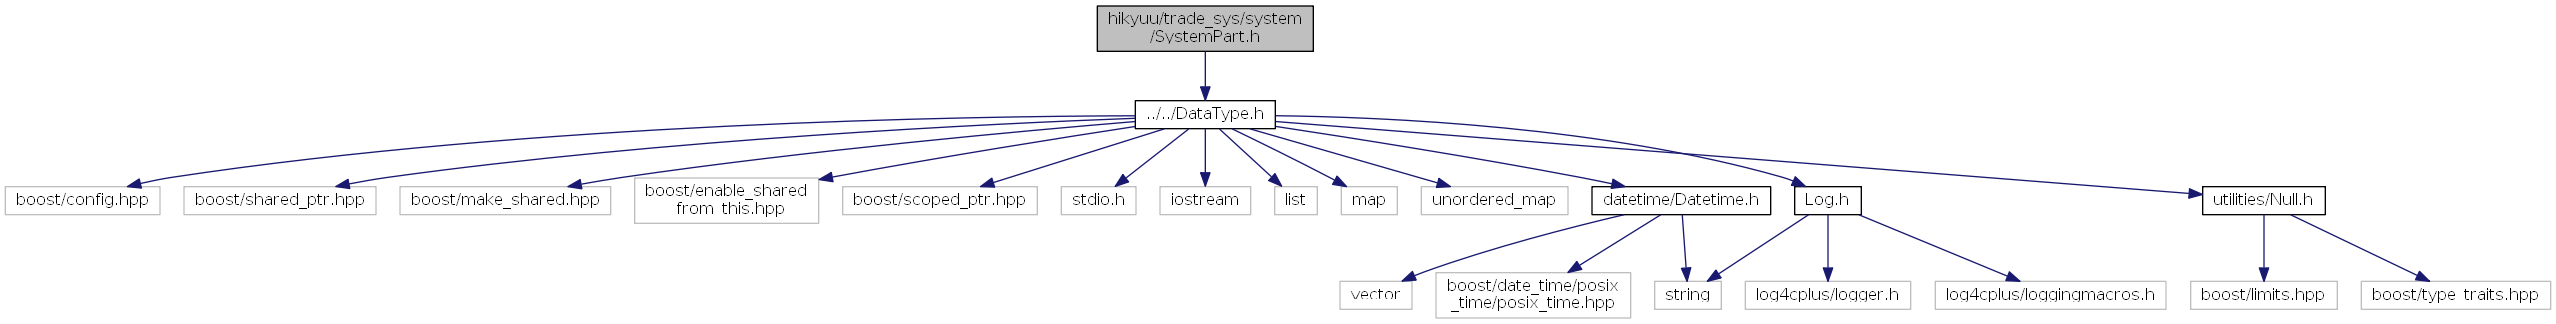 hikyuu/trade_sys/system
/SystemPart.h
../../DataType.h
boost/config.hpp
boost/shared_ptr.hpp
boost/make_shared.hpp
boost/enable_shared
_from_this.hpp
boost/scoped_ptr.hpp
stdio.h
iostream
list
map
unordered_map
datetime/Datetime.h
Log.h
utilities/Null.h
vector
boost/date_time/posix
_time/posix_time.hpp
string
log4cplus/logger.h
log4cplus/loggingmacros.h
boost/limits.hpp
boost/type_traits.hpp